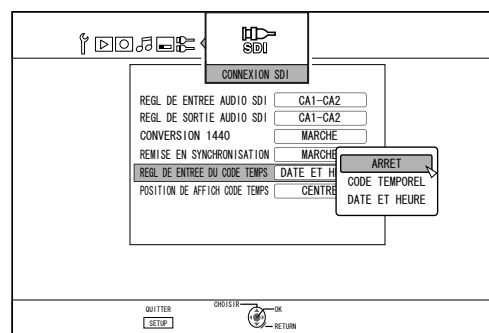 SDI
CONNEXION SDI
REGL DE ENTREE AUDIO SDI CA1-CA2
REGL DE SORTIE AUDIO SDI CA1-CA2
CONVERSION 1440 MARCHE
REMISE EN SYNCHRONISATION MARCHE
REGL DE ENTREE DU CODE TEMPS DATE ET H
POSITION DE AFFICH CODE TEMPS CENTRE
ARRET
CODE TEMPOREL
DATE ET HEURE
QUITTER
SETUP
CHOISIR
OK
RETURN